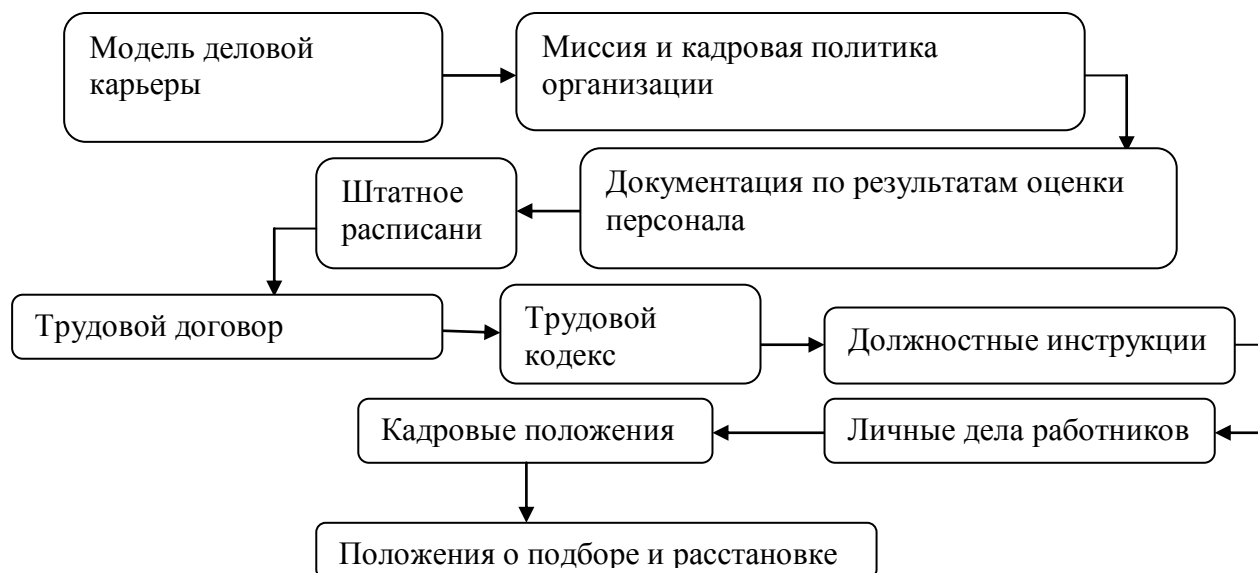 Модель деловой
карьеры
Миссия и кадровая политика
организации
Документация по результатам оценки
персонала
Штатное
расписани
Трудовой договор
Трудовой
кодекс
Должностные инструкции
Личные дела работников
Кадровые положения
Положения о подборе и расстановке